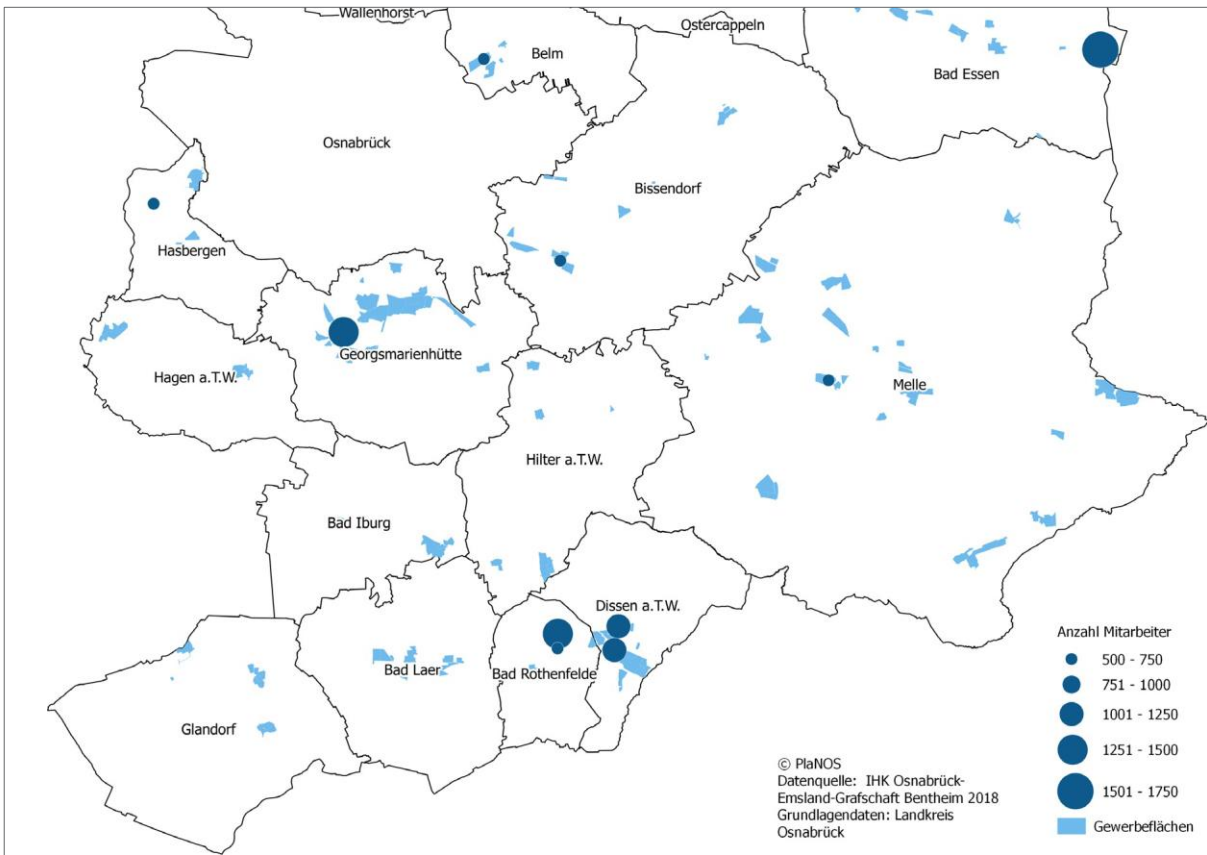 Wallenhorst
Ostercappeln
Belm
Bad Essen
Osnabrück
Bissendorf
Hasbergen
Georgsmarienhütte
Hagen a.T.W.
Melle
Hilter a.T.W.
Bad Iburg
Dissen a.T.W.
Bad Laer
Bad Rothenfelde
Glandorf
Anzahl Mitarbeiter
500 - 750
751 - 1000
1001 - 1250
1251 - 1500
1501 - 1750
Gewerbeflächen
© PlaNOS
Datenquelle: IHK Osnabrück-
Emsland-Grafschaft Bentheim 2018
Grundlagendaten: Landkreis
Osnabrück